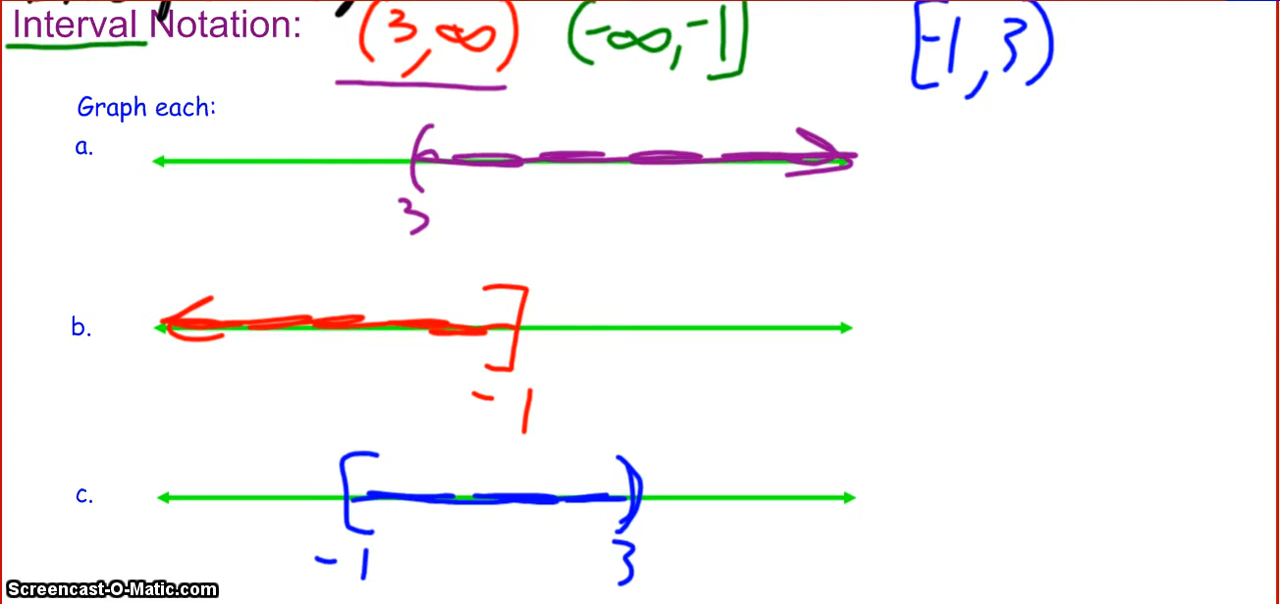 Interval Notation: (3, ∞) (-∞, -1] [-1, 3)
Graph each:
a.
3
b.
-1
c.
-1 3
Screencast-O-Matic.com